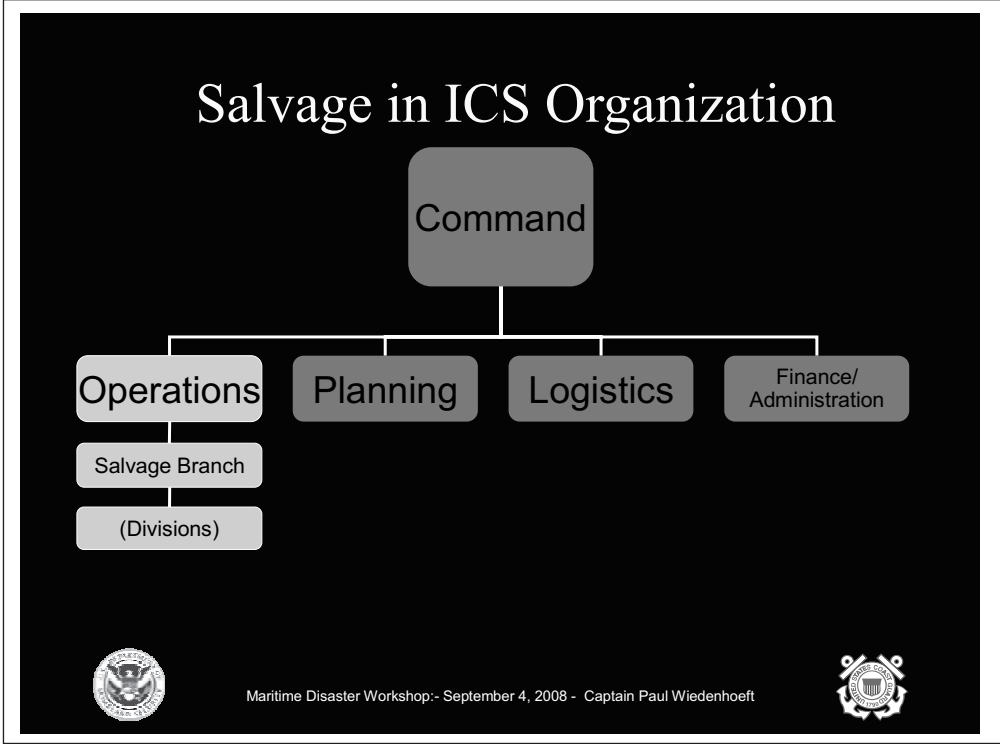 Salvage in ICS Organization
Command
Operations
Planning
Logistics
Finance/
Administration
Salvage Branch
(Divisions)
Maritime Disaster Workshop:- September 4, 2008 - Captain Paul Wiedenhoeft